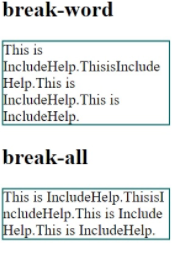 break-word
This is
IncludeHelp.ThisisInclude
Help.This is
IncludeHelp.This is
IncludeHelp.
break-all
This is IncludeHelp.ThisisI
ncludeHelp.This is Include
Help.This is IncludeHelp.